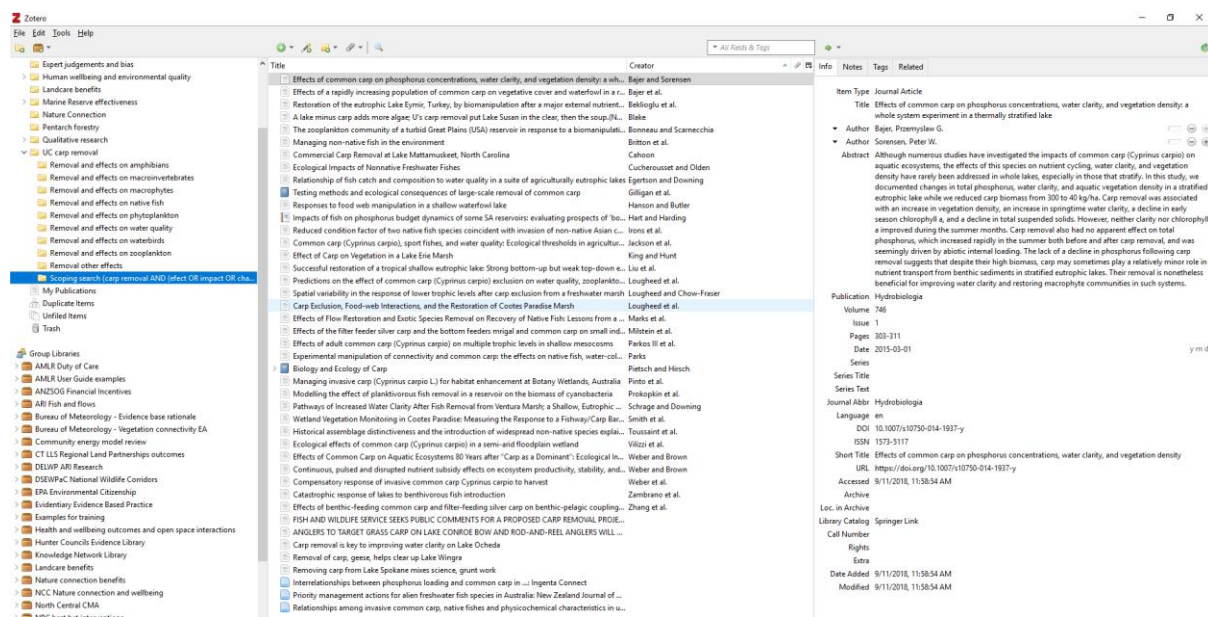 Zotero
File Edit Tools Help
All Fields & Tags
Expert judgements and bias
Human wellbeing and environmental quality
Landcare benefits
Marine Reserve effectiveness
Nature Connection
Pentarch forestry
Qualitative research
UC carp removal
Removal and effects on amphibians
Removal and effects on macroinvertebrates
Removal and effects on macrophytes
Removal and effects on native fish
Removal and effects on phytoplankton
Removal and effects on water quality
Removal and effects on waterbirds
Removal and effects on zooplankton
Removal other effects
Scoping search (carp removal AND (efect OR impact OR cha...
My Publications
Duplicate Items
Unfiled Items
Trash
Group Libraries
AMLR Duty of Care
AMLR User Guide examples
ANZSOG Financial Incentives
ARI Fish and flows
Bureau of Meteorology - Evidence base rationale
Bureau of Meteorology - Vegetation connectivity EA
Community energy model review
CT LLS Regional Land Partnerships outcomes
DELWP ARI Research
DSEWPaC National Wildlife Corridors
EPA Environmental Citizenship
Evidentiary Evidence Based Practice
Examples for training
Health and wellbeing outcomes and open space interactions
Hunter Councils Evidence Library
Knowledge Network Library
Landcare benefits
Nature connection benefits
NCC Nature connection and wellbeing
North Central CMA
Title Creator
Effects of common carp on phosphorus concentrations, water clarity, and vegetation density: a wh... Bajer and Sorensen
Effects of a rapidly increasing population of common carp on vegetative cover and waterfowl in a r... Bajer et al.
Restoration of the eutrophic Lake Eymir, Turkey, by biomanipulation after a major external nutrient... Beklioglu et al.
A lake minus carp adds more algae; U's carp removal put Lake Susan in the clear, then the soup.(N... Blake
The zooplankton community of a turbid Great Plains (USA) reservoir in response to a biomanipulati... Bonneau and Scarnecchia
Managing non-native fish in the environment Britton et al.
Commercial Carp Removal at Lake Mattamuskeet, North Carolina Cahoon
Ecological Impacts of Nonnative Freshwater Fishes Cucherousset and Olden
Relationship of fish catch and composition to water quality in a suite of agriculturally eutrophic lakes Egertson and Downing
Testing methods and ecological consequences of large-scale removal of common carp Gilligan et al.
Responses to food web manipulation in a shallow waterfowl lake Hanson and Butler
Impacts of fish on phosphorus budget dynamics of some SA reservoirs: evaluating prospects of 'bo... Hart and Harding
Reduced condition factor of two native fish species coincident with invasion of non-native Asian c... Irons et al.
Common carp (Cyprinus carpio), sport fishes, and water quality: Ecological thresholds in agricultur... Jackson et al.
Effect of Carp on Vegetation in a Lake Erie Marsh King and Hunt
Successful restoration of a tropical shallow eutrophic lake: Strong bottom-up but weak top-down e... Liu et al.
Predictions on the effect of common carp (Cyprinus carpio) exclusion on water quality, zooplankto... Lougheed et al.
Spatial variability in the response of lower trophic levels after carp exclusion from a freshwater marsh Lougheed and Chow-Fraser
Carp Exclusion, Food-web Interactions, and the Restoration of Cootes Paradise Marsh Lougheed et al.
Effects of Flow Restoration and Exotic Species Removal on Recovery of Native Fish: Lessons from a ... Marks et al.
Effects of the filter feeder silver carp and the bottom feeders mrigal and common carp on small ind... Milstein et al.
Effects of adult common carp (Cyprinus carpio) on multiple trophic levels in shallow mesocosms Parkos III et al.
Experimental manipulation of connectivity and common carp: the effects on native fish, water-col... Parks
Biology and Ecology of Carp Pietsch and Hirsch
Managing invasive carp (Cyprinus carpio L.) for habitat enhancement at Botany Wetlands, Australia Pinto et al.
Modelling the effect of planktivorous fish removal in a reservoir on the biomass of cyanobacteria Prokopkin et al.
Pathways of Increased Water Clarity After Fish Removal from Ventura Marsh; a Shallow, Eutrophic ... Schrage and Downing
Wetland Vegetation Monitoring in Cootes Paradise: Measuring the Response to a Fishway/Carp Bar... Smith et al.
Historical assemblage distinctiveness and the introduction of widespread non-native species explai... Toussaint et al.
Ecological effects of common carp (Cyprinus carpio) in a semi-arid floodplain wetland Vilizzi et al.
Effects of Common Carp on Aquatic Ecosystems 80 Years after "Carp as a Dominant": Ecological In... Weber and Brown
Continuous, pulsed and disrupted nutrient subsidy effects on ecosystem productivity, stability, and... Weber and Brown
Compensatory response of invasive common carp Cyprinus carpio to harvest Weber et al.
Catastrophic response of lakes to benthivorous fish introduction Zambrano et al.
Effects of benthic-feeding common carp and filter-feeding silver carp on benthic-pelagic coupling... Zhang et al.
FISH AND WILDLIFE SERVICE SEEKS PUBLIC COMMENTS FOR A PROPOSED CARP REMOVAL PROJE...
ANGLERS TO TARGET GRASS CARP ON LAKE CONROE BOW AND ROD-AND-REEL ANGLERS WILL ...
Carp removal is key to improving water clarity on Lake Ocheda
Removal of carp, geese, helps clear up Lake Wingra
Removing carp from Lake Spokane mixes science, grunt work
Interrelationships between phosphorus loading and common carp in ...: Ingenta Connect
Priority management actions for alien freshwater fish species in Australia: New Zealand Journal of ...
Relationships among invasive common carp, native fishes and physicochemical characteristics in u...
Info Notes Tags Related
Item Type Journal Article
Title Effects of common carp on phosphorus concentrations, water clarity, and vegetation density: a
whole system experiment in a thermally stratified lake
Author Bajer, Przemyslaw G.
Author Sorensen, Peter W.
Abstract Although numerous studies have investigated the impacts of common carp (Cyprinus carpio) on
aquatic ecosystems, the effects of this species on nutrient cycling, water clarity, and vegetation
density have rarely been addressed in whole lakes, especially in those that stratify. In this study, we
documented changes in total phosphorus, water clarity, and aquatic vegetation density in a stratified
eutrophic lake while we reduced carp biomass from 300 to 40 kg/ha. Carp removal was associated
with an increase in vegetation density, an increase in springtime water clarity, a decline in early
season chlorophyll a, and a decline in total suspended solids. However, neither clarity nor chlorophyll
a improved during the summer months. Carp removal also had no apparent effect on total
phosphorus, which increased rapidly in the summer both before and after carp removal, and was
seemingly driven by abiotic internal loading. The lack of a decline in phosphorus following carp
removal suggests that despite their high biomass, carp may sometimes play a relatively minor role in
nutrient transport from benthic sediments in stratified eutrophic lakes. Their removal is nonetheless
beneficial for improving water clarity and restoring macrophyte communities in such systems.
Publication Hydrobiologia
Volume 746
Issue 1
Pages 303-311
Date 2015-03-01 y m d
Series
Series Title
Series Text
Journal Abbr Hydrobiologia
Language en
DOI 10.1007/s10750-014-1937-y
ISSN 1573-5117
Short Title Effects of common carp on phosphorus concentrations, water clarity, and vegetation density
URL https://doi.org/10.1007/s10750-014-1937-y
Accessed 9/11/2018, 11:58:54 AM
Archive
Loc. in Archive
Library Catalog Springer Link
Call Number
Rights
Extra
Date Added 9/11/2018, 11:58:54 AM
Modified 9/11/2018, 11:58:54 AM